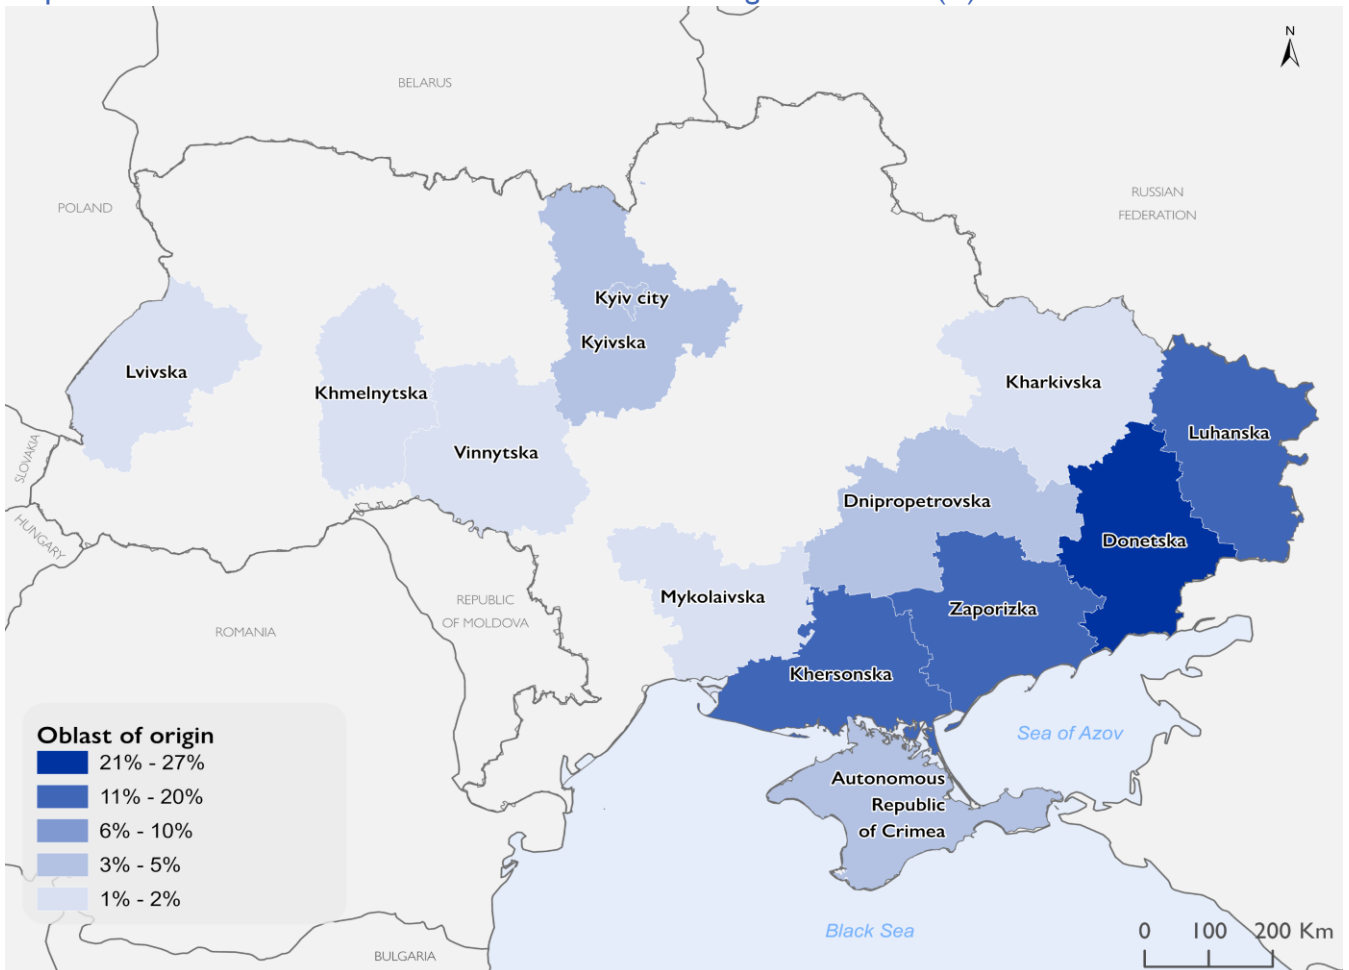 N
BELARUS
POLAND
RUSSIAN
FEDERATION
Kyiv city
Kyivska
Lvivska
Khmelnytska
Kharkivska
Vinnytska
Luhanska
SLOVAKIA
Dnipropetrovska
HUNGARY
Donetska
REPUBLIC
OF MOLDOVA
Mykolaivska
Zaporizka
ROMANIA
Khersonska
Sea of Azov
Oblast of origin
21% - 27%
11% - 20%
6% - 10%
3% - 5%
1% - 2%
Autonomous
Republic
of Crimea
Black Sea
BULGARIA
0 100 200 Km